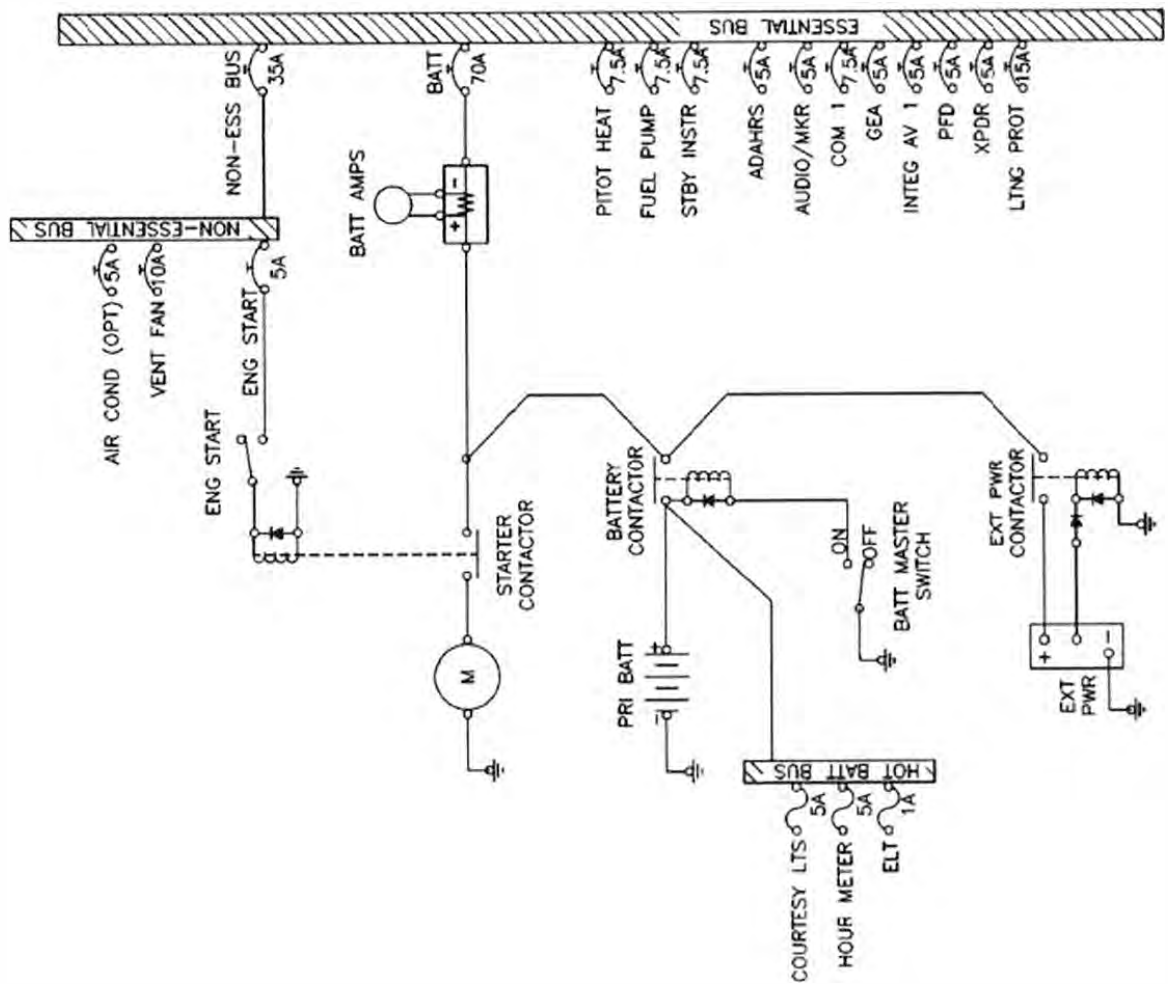 ESSENTIAL BUS
NON-ESS BUS
35A
BATT
70A
PITOT HEAT
7.5A
FUEL PUMP
7.5A
STBY INSTR
7.5A
ADAHRS
5A
AUDIO/MKR
5A
COM 1
7.5A
GEA
5A
INTEG AV 1
5A
PFD
5A
XPDR
5A
LTNG PROT
15A
NON-ESSENTIAL BUS
AIR COND (OPT)
5A
VENT FAN
10A
ENG START
5A
BATT AMPS
+ -
ENG START
STARTER
CONTACTOR
M
BATTERY
CONTACTOR
ON
OFF
BATT MASTER
SWITCH
PRI BATT
+
-
EXT PWR
CONTACTOR
+
-
EXT
PWR
HOT BATT BUS
COURTESY LTS
5A
HOUR METER
5A
ELT
1A